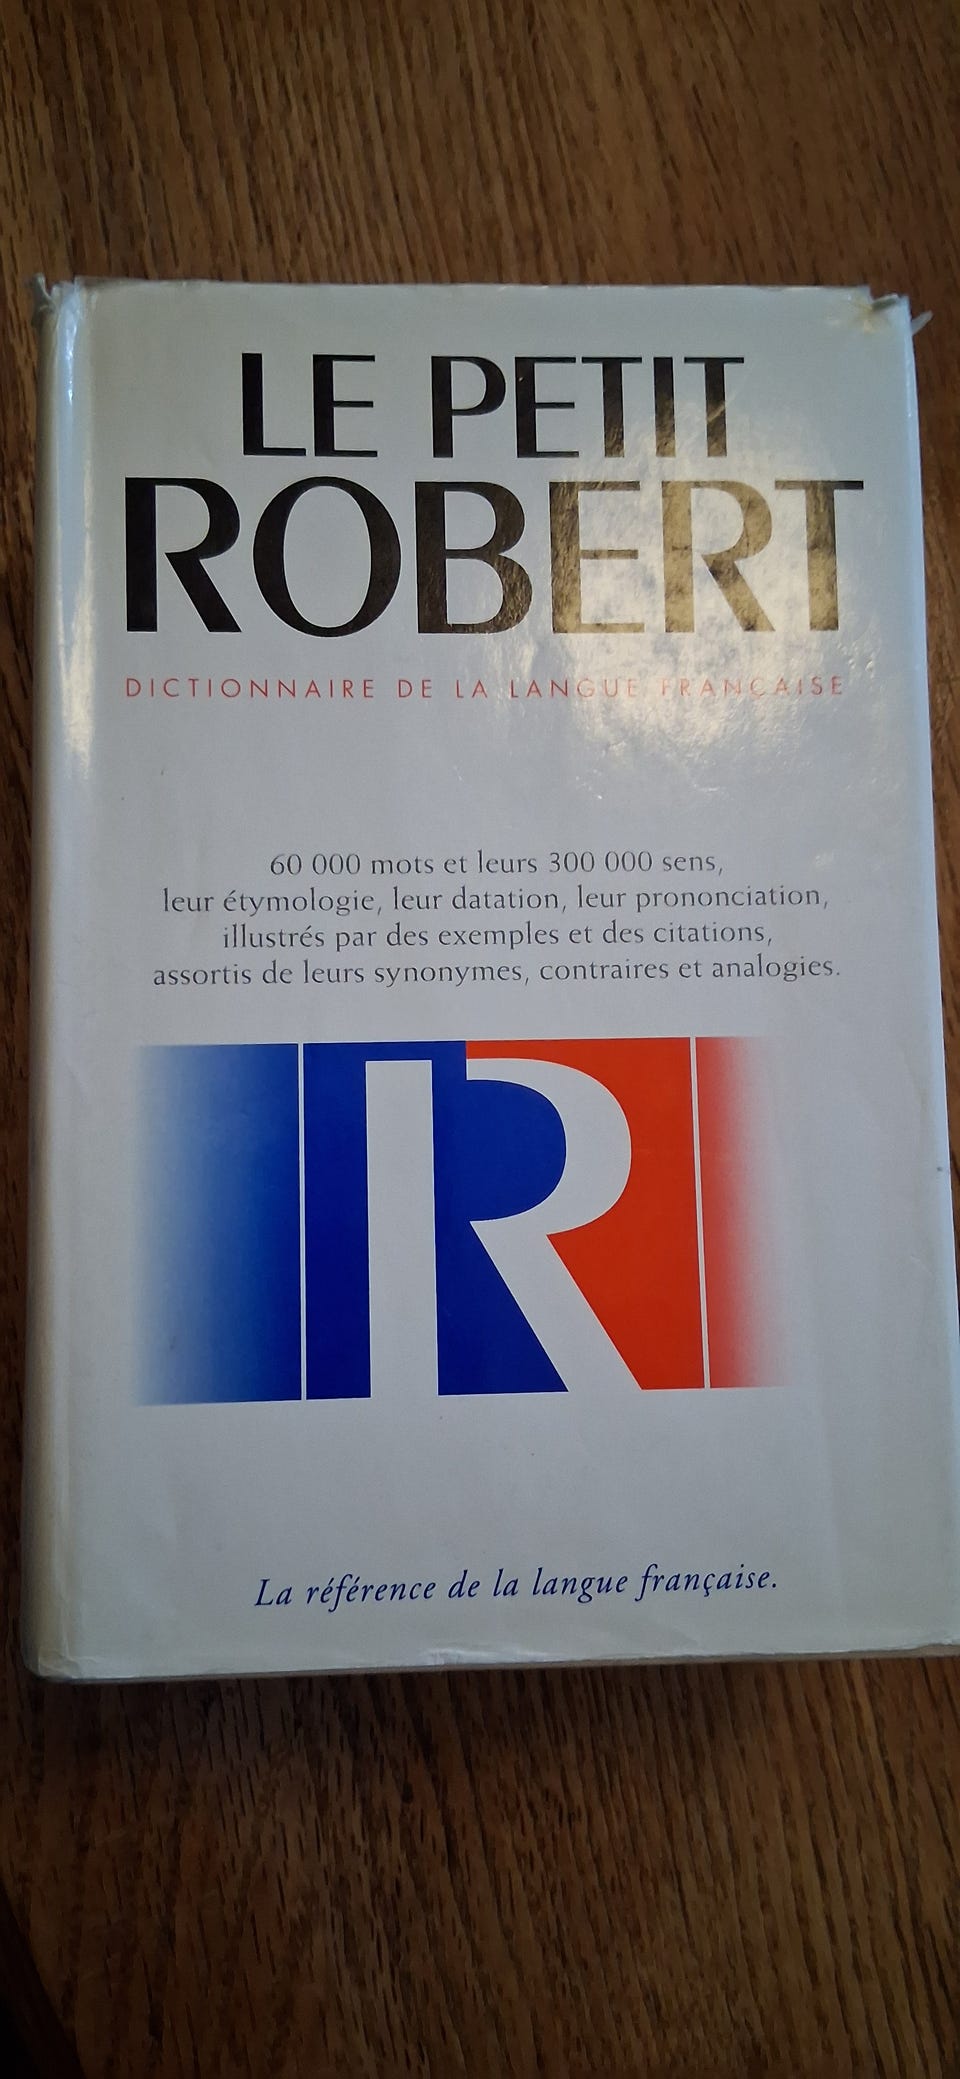 LE PETIT
ROBERT
DICTIONNAIRE DE LA LANGUE FRANÇAISE
60 000 mots et leurs 300 000 sens,
leur étymologie, leur datation, leur prononciation,
illustrés par des exemples et des citations,
assortis de leurs synonymes, contraires et analogies.
R
La référence de la langue française.